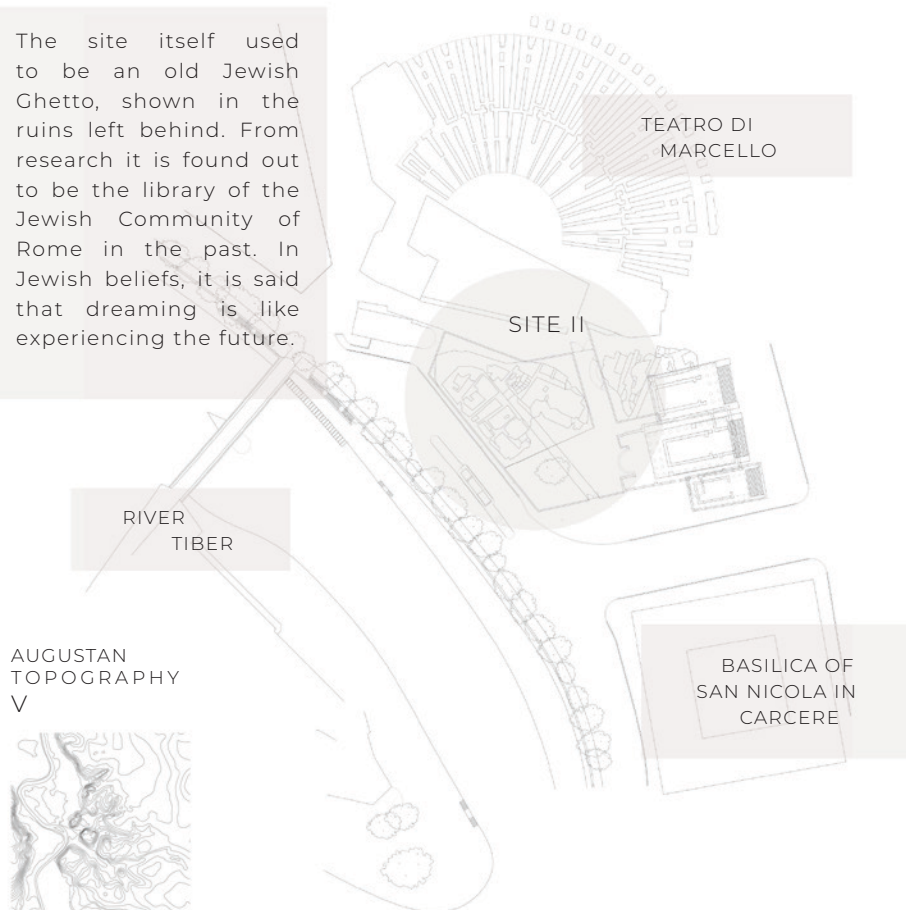 The site itself used
to be an old Jewish
Ghetto, shown in the
ruins left behind. From
research it is found out
to be the library of the
Jewish Community of
Rome in the past. In
Jewish beliefs, it is said
that dreaming is like
experiencing the future.
TEATRO DI
MARCELLO
SITE II
RIVER
TIBER
AUGUSTAN
TOPOGRAPHY
V
BASILICA OF
SAN NICOLA IN
CARCERE